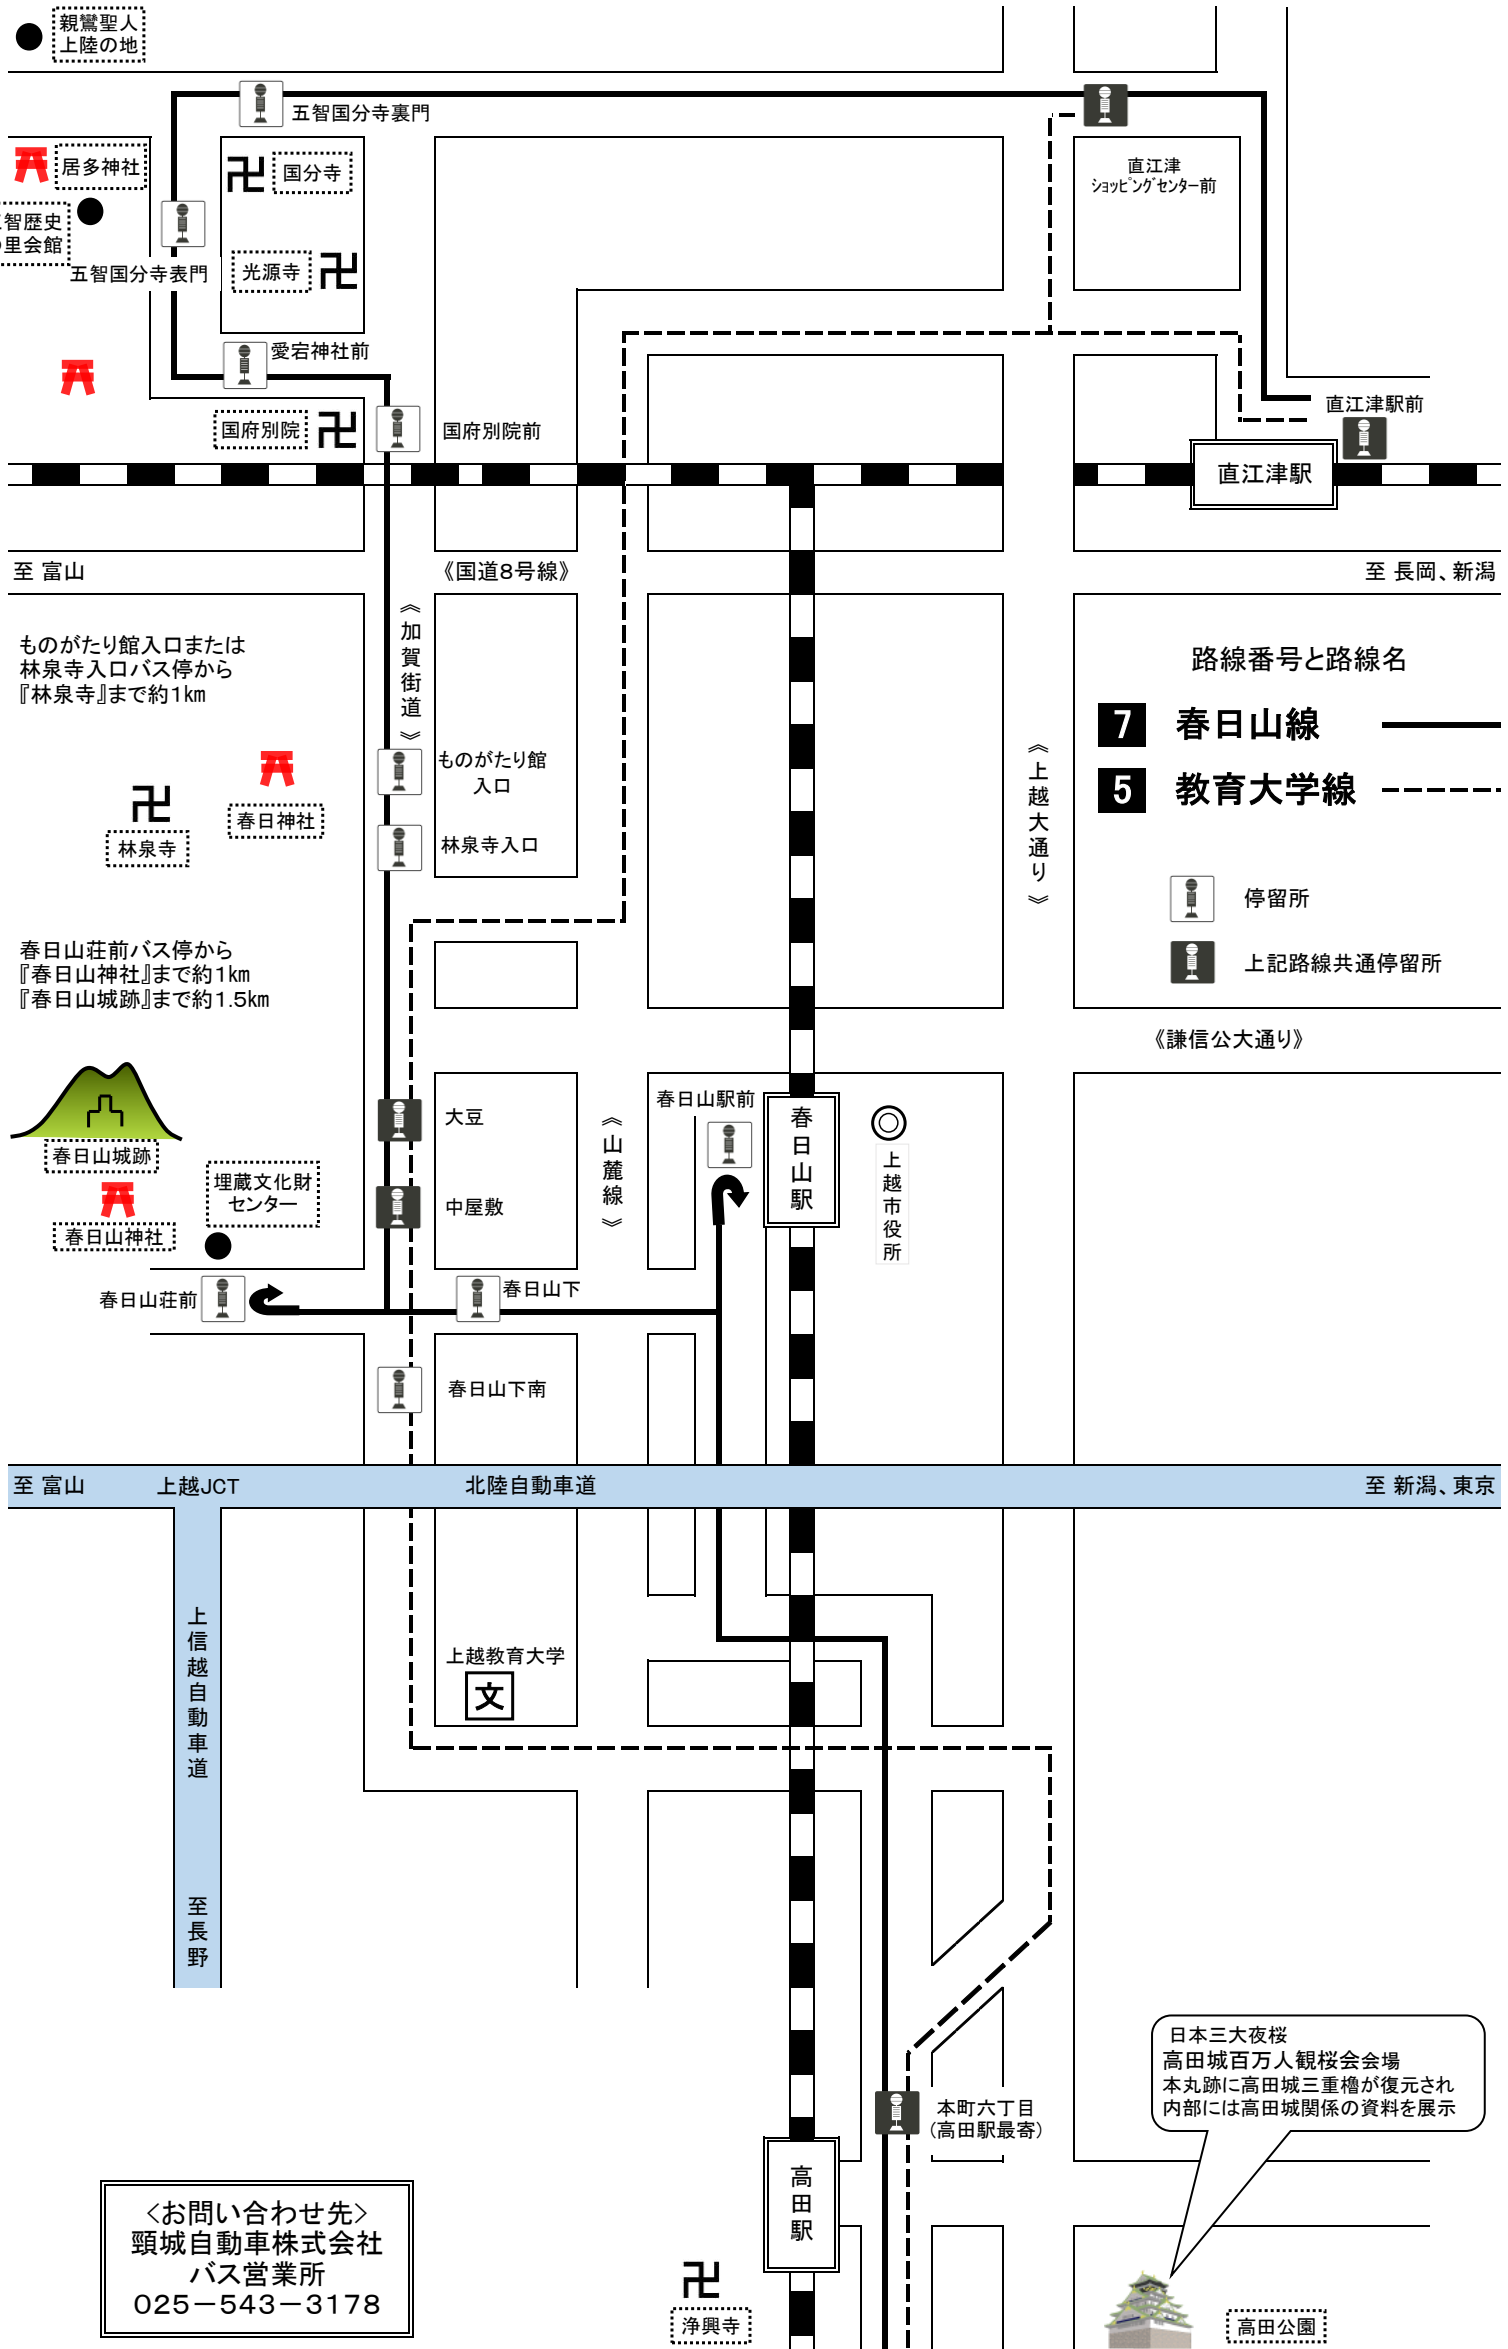 親鸞聖人
上陸の地
五智国分寺裏門
居多神社
国分寺
直江津
ショッピングセンター前
智歴史
里会館
五智国分寺表門
光源寺
愛宕神社前
国府別院
国府別院前
直江津駅前
直江津駅
至 富山
《国道8号線》
至 長岡、新潟
《加賀街道》
ものがたり館入口または
林泉寺入口バス停から
『林泉寺』まで約1km
路線番号と路線名
7 春日山線
5 教育大学線
《上越大通り》
ものがたり館
入口
春日神社
林泉寺
林泉寺入口
停留所
上記路線共通停留所
春日山荘前バス停から
『春日山神社』まで約1km
『春日山城跡』まで約1.5km
《謙信公大通り》
春日山駅前
春日山駅
大豆
《山麓線》
上越市役所
春日山城跡
埋蔵文化財
センター
中屋敷
春日山神社
春日山荘前
春日山下
春日山下南
至 富山
上越JCT
北陸自動車道
至 新潟、東京
上信越自動車道
上越教育大学
文
至長野
日本三大夜桜
高田城百万人観桜会会場
本丸跡に高田城三重櫓が復元され
内部には高田城関係の資料を展示
本町六丁目
(高田駅最寄)
高田駅
<お問い合わせ先>
頸城自動車株式会社
バス営業所
025-543-3178
浄興寺
高田公園